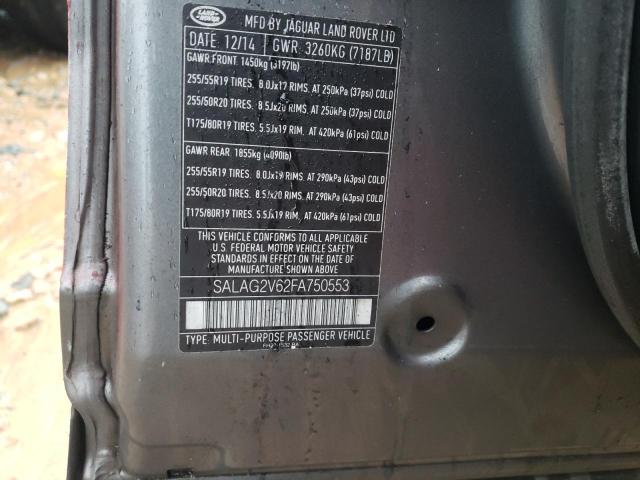 LAND ROVER
MFD BY JAGUAR LAND ROVER LTD
DATE 12/14 GWR 3260KG (7187LB)
GAWR FRONT 1450kg (3197lb)
255/55R19 TIRES. 8.0Jx19 RIMS. AT 250kPa (37psi) COLD
255/50R20 TIRES. 8.5Jx20 RIMS. AT 250kPa (37psi) COLD
T175/80R19 TIRES. 5.5Jx19 RIM. AT 420kPa (61psi) COLD
GAWR REAR 1855kg (4090lb)
255/55R19 TIRES. 8.0Jx19 RIMS. AT 290kPa (43psi) COLD
255/50R20 TIRES. 8.5Jx20 RIMS. AT 290kPa (43psi) COLD
T175/80R19 TIRES. 5.5Jx19 RIM. AT 420kPa (61psi) COLD
THIS VEHICLE CONFORMS TO ALL APPLICABLE
U.S. FEDERAL MOTOR VEHICLE SAFETY
STANDARDS IN EFFECT ON THE DATE OF
MANUFACTURE SHOWN ABOVE.
SALAG2V62FA750553
TYPE: MULTI-PURPOSE PASSENGER VEHICLE